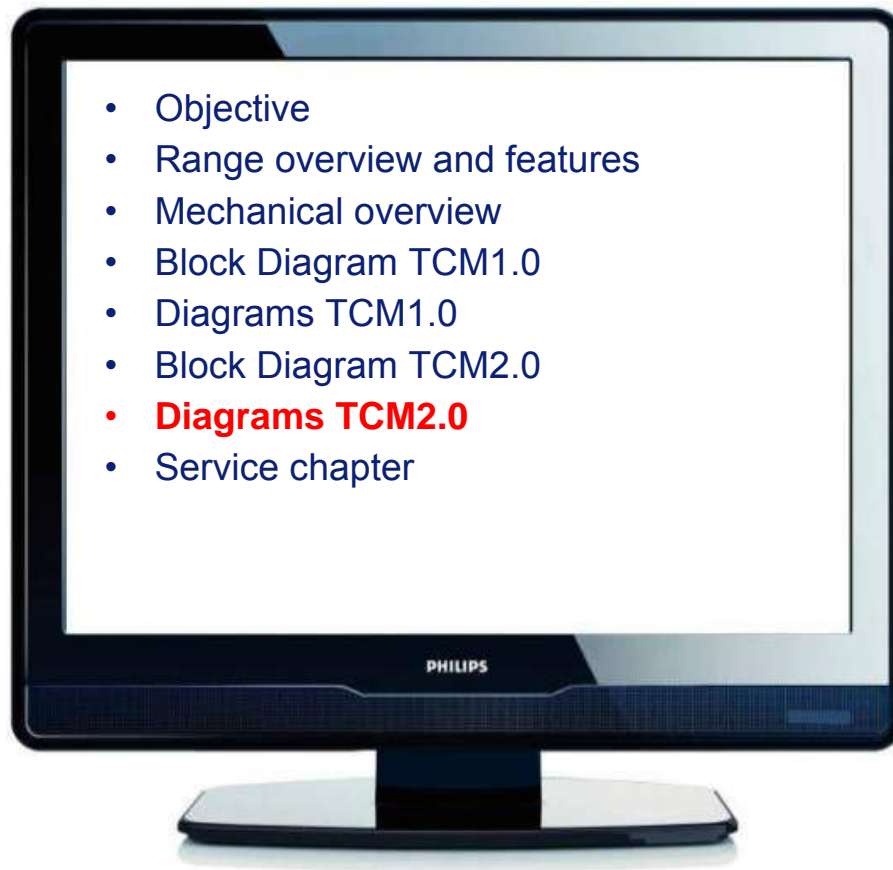 • Objective
• Range overview and features
• Mechanical overview
• Block Diagram TCM1.0
• Diagrams TCM1.0
• Block Diagram TCM2.0
• Diagrams TCM2.0
• Service chapter
PHILIPS